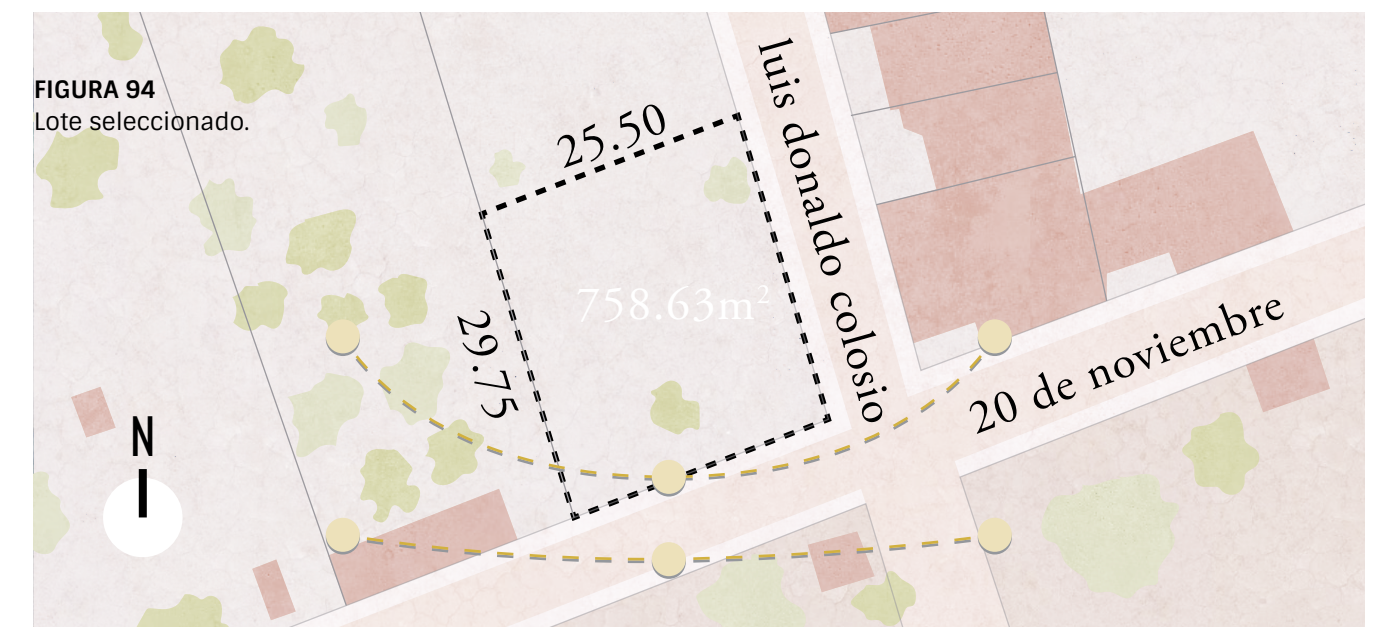 FIGURA 94
Lote seleccionado.
25.50
luis donaldo colosio
758.63m²
29.75
20 de noviembre
N